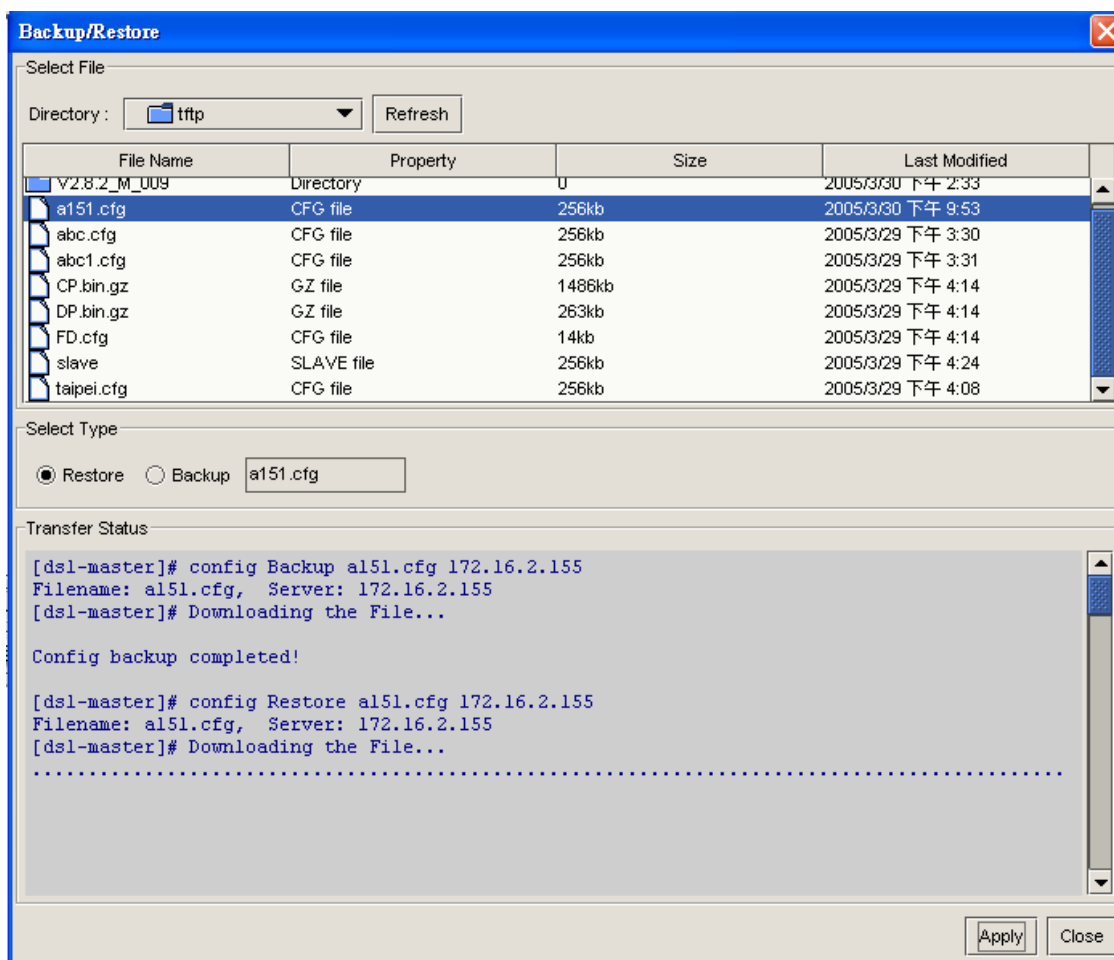 Backup/Restore
Select File
Directory : tftp Refresh
File Name Property Size Last Modified
V2.8.2_M_009 Directory 0 2005/3/30 下午 2:33
a151.cfg CFG file 256kb 2005/3/30 下午 9:53
abc.cfg CFG file 256kb 2005/3/29 下午 3:30
abc1.cfg CFG file 256kb 2005/3/29 下午 3:31
CP.bin.gz GZ file 1486kb 2005/3/29 下午 4:14
DP.bin.gz GZ file 263kb 2005/3/29 下午 4:14
FD.cfg CFG file 14kb 2005/3/29 下午 4:14
slave SLAVE file 256kb 2005/3/29 下午 4:24
taipei.cfg CFG file 256kb 2005/3/29 下午 4:08
Select Type
Restore Backup a151.cfg
Transfer Status
[dsl-master]# config Backup a151.cfg 172.16.2.155
Filename: a151.cfg, Server: 172.16.2.155
[dsl-master]# Downloading the File...
Config backup completed!
[dsl-master]# config Restore a151.cfg 172.16.2.155
Filename: a151.cfg, Server: 172.16.2.155
[dsl-master]# Downloading the File...
............................................................................................
Apply Close